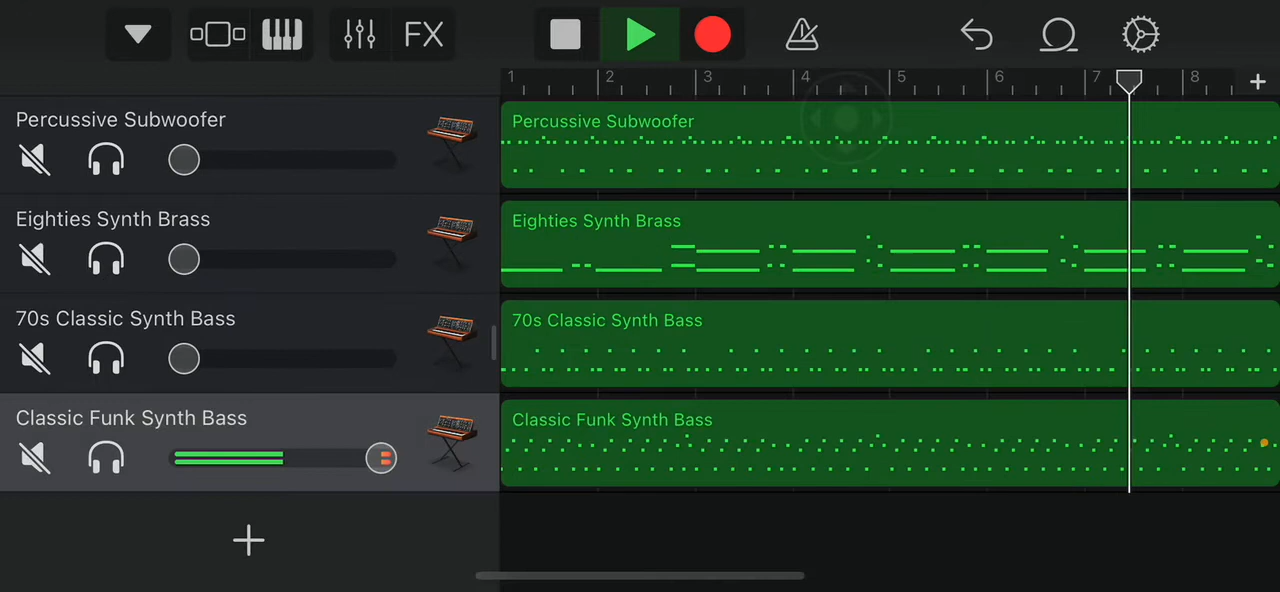 FX
1 2 3 4 5 6 7 8
Percussive Subwoofer
Percussive Subwoofer
Eighties Synth Brass
Eighties Synth Brass
70s Classic Synth Bass
70s Classic Synth Bass
Classic Funk Synth Bass
Classic Funk Synth Bass